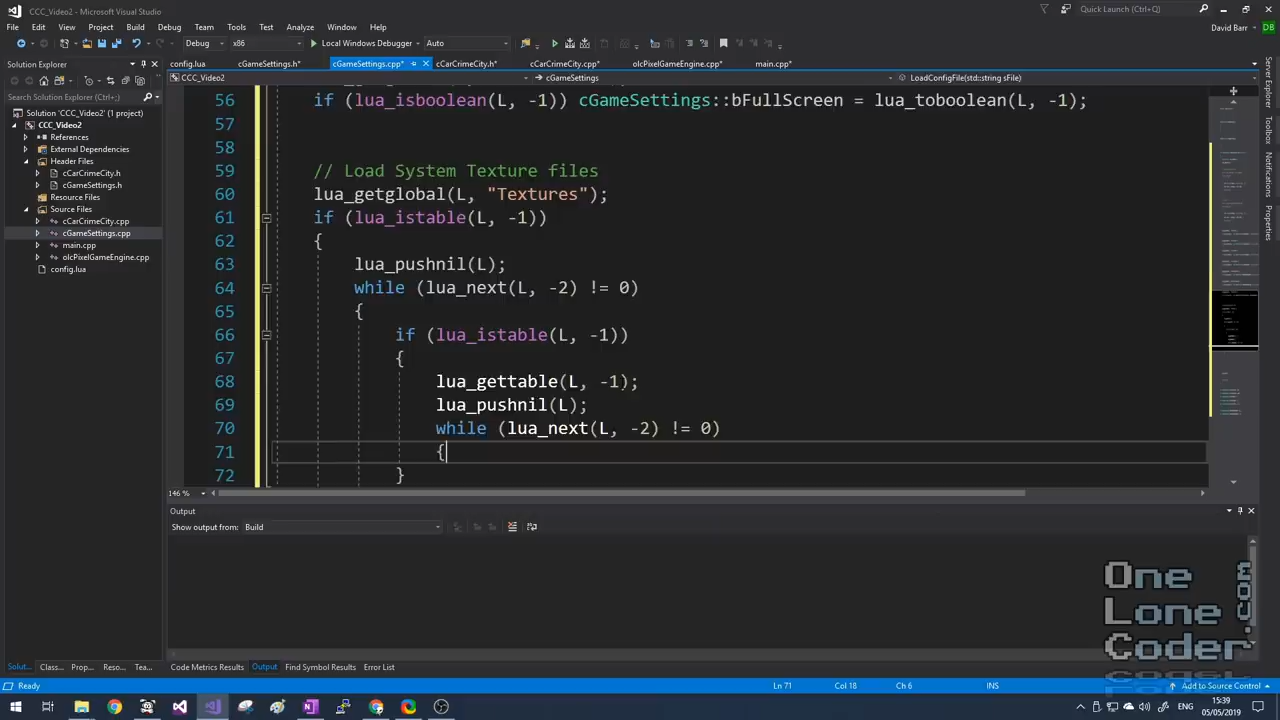 CCC_Video2 - Microsoft Visual Studio
Quick Launch (Ctrl+Q)
File Edit View Project Build Debug Team Tools Test Analyze Window Help
David Barr DB
Debug x86 Local Windows Debugger Auto
Solution Explorer
config.lua cGameSettings.h* cGameSettings.cpp* cCarCrimeCity.h* cCarCrimeCity.cpp* olcPixelGameEngine.cpp* main.cpp*
CCC_Video2 cGameSettings LoadConfigFile(std::string sFile)
Search Solution Explorer (Ctrl+;)
Solution 'CCC_Video2' (1 project)
CCC_Video2
References
External Dependencies
Header Files
cCarCrimeCity.h
cGameSettings.h
Resource Files
Source Files
cCarCrimeCity.cpp
cGameSettings.cpp
main.cpp
olcPixelGameEngine.cpp
config.lua
56 if (lua_isboolean(L, -1)) cGameSettings::bFullScreen = lua_toboolean(L, -1);
57
58
59 // Load System Texture files
60 lua_getglobal(L, "Textures");
61 if (lua_istable(L, -1))
62 {
63 lua_pushnil(L);
64 while (lua_next(L, -2) != 0)
65 {
66 if (lua_istable(L, -1))
67 {
68 lua_gettable(L, -1);
69 lua_pushnil(L);
70 while (lua_next(L, -2) != 0)
71 {
72 }
146 %
Output
Show output from: Build
Server Explorer
Toolbox
Notifications
Properties
Solut... Class... Prop... Reso... Tea...
Code Metrics Results Output Find Symbol Results Error List
Ready Ln 71 Col 18 Ch 6 INS Add to Source Control
One
Lone
Coder
.com
ENG 15:39
05/05/2019